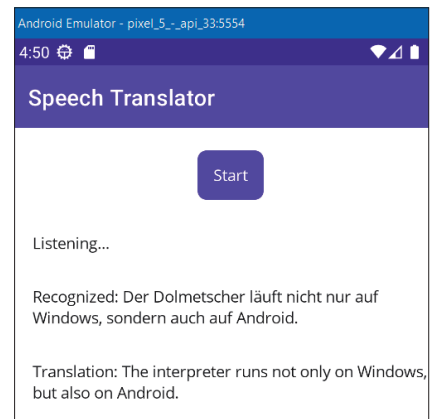 Android Emulator - pixel_5_-_api_33:5554
4:50
Speech Translator
Start
Listening...
Recognized: Der Dolmetscher läuft nicht nur auf
Windows, sondern auch auf Android.
Translation: The interpreter runs not only on Windows,
but also on Android.